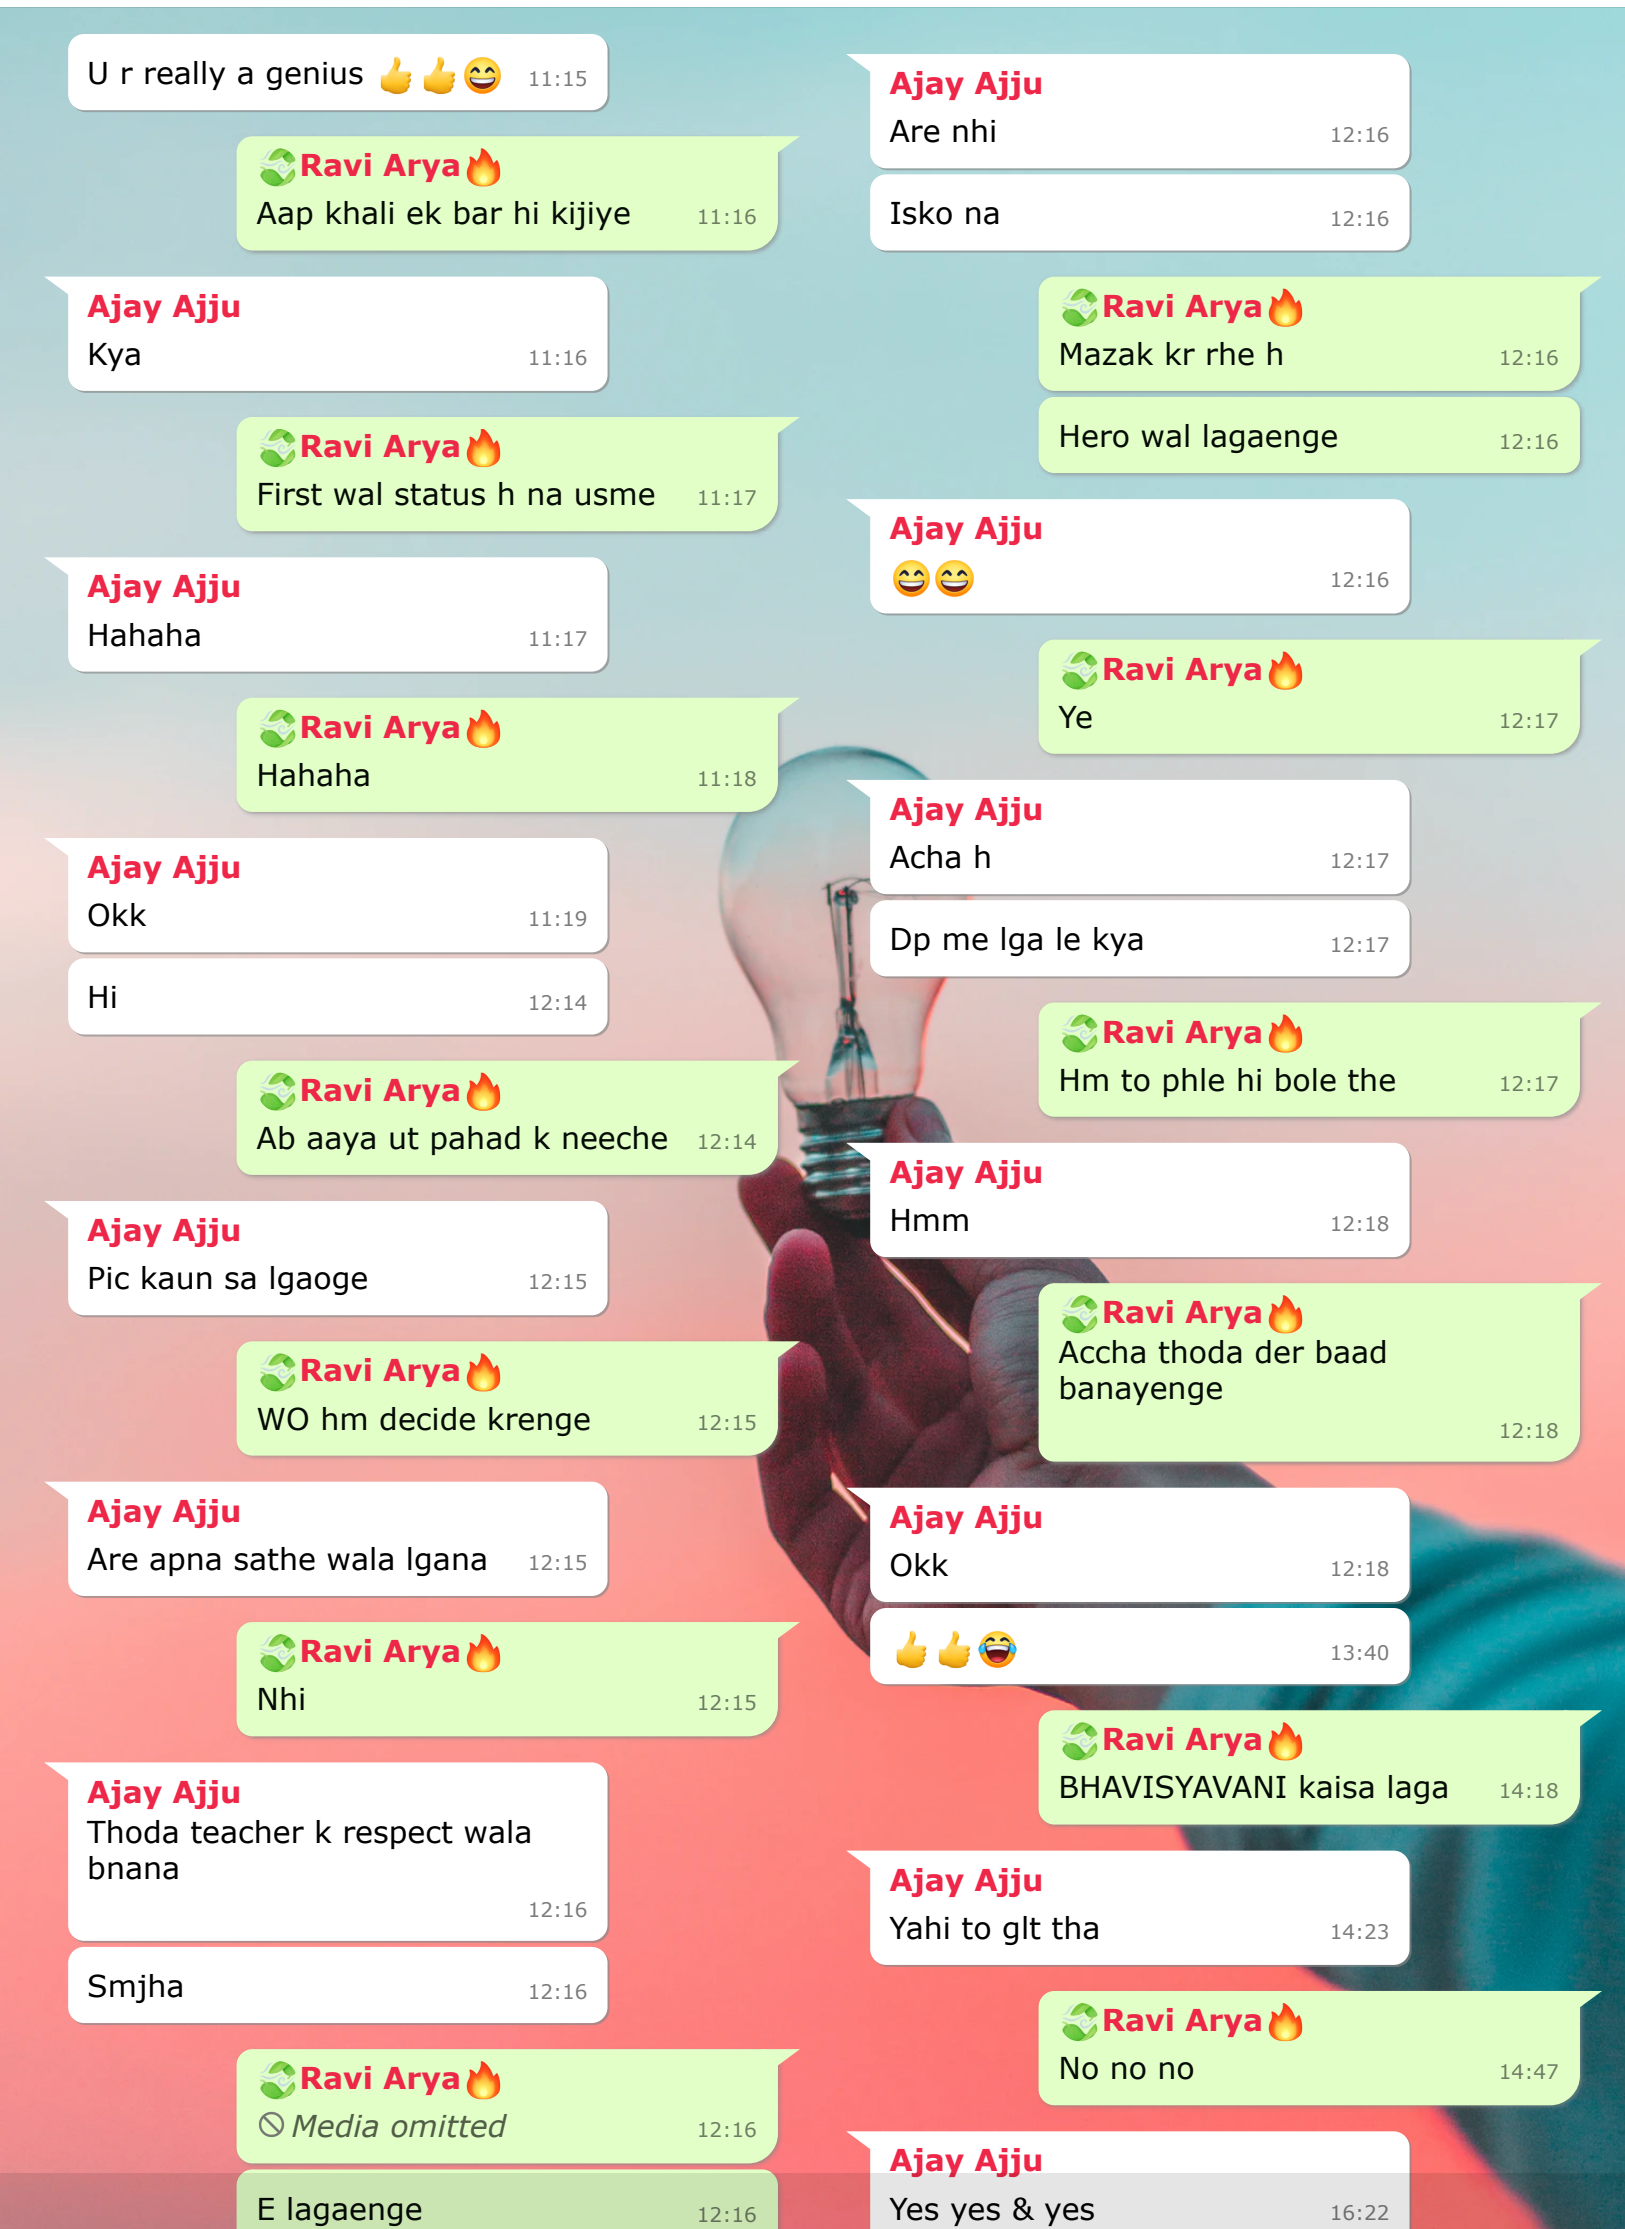 U r really a genius 👍👍😄 11:15
Ravi Arya🔥
Aap khali ek bar hi kijiye 11:16
Ajay Ajju
Kya 11:16
Ravi Arya🔥
First wal status h na usme 11:17
Ajay Ajju
Hahaha 11:17
Ravi Arya🔥
Hahaha 11:18
Ajay Ajju
Okk 11:19
Hi 12:14
Ravi Arya🔥
Ab aaya ut pahad k neeche 12:14
Ajay Ajju
Pic kaun sa lgaoge 12:15
Ravi Arya🔥
WO hm decide krenge 12:15
Ajay Ajju
Are apna sathe wala lgana 12:15
Ravi Arya🔥
Nhi 12:15
Ajay Ajju
Thoda teacher k respect wala
bnana
12:16
Smjha 12:16
Ravi Arya🔥
Media omitted 12:16
E lagaenge 12:16
Ajay Ajju
Are nhi 12:16
Isko na 12:16
Ravi Arya🔥
Mazak kr rhe h 12:16
Hero wal lagaenge 12:16
Ajay Ajju
😄😄 12:16
Ravi Arya🔥
Ye 12:17
Ajay Ajju
Acha h 12:17
Dp me lga le kya 12:17
Ravi Arya🔥
Hm to phle hi bole the 12:17
Ajay Ajju
Hmm 12:18
Ravi Arya🔥
Accha thoda der baad
banayenge
12:18
Ajay Ajju
Okk 12:18
👍👍😂 13:40
Ravi Arya🔥
BHAVISYAVANI kaisa laga 14:18
Ajay Ajju
Yahi to glt tha 14:23
Ravi Arya🔥
No no no 14:47
Ajay Ajju
Yes yes & yes 16:22